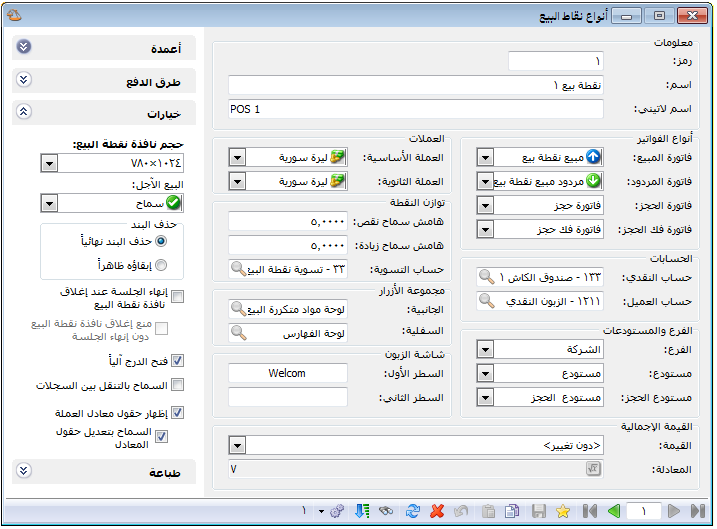 أنواع نقاط البيع
معلومات
رمز:
١
اسم:
نقطة بيع ١
اسم لاتيني:
POS 1
أنواع الفواتير
فاتورة المبيع:
مبيع نقطة بيع
فاتورة المردود:
مردود مبيع نقطة بيع
فاتورة الحجز:
فاتورة حجز
فاتورة فك الحجز:
فاتورة فك حجز
الحسابات
حساب النقدي:
١٢٣ - صندوق الكاش ١
حساب العميل:
١٢١١ - الزبون النقدي
الفرع والمستودعات
الفرع:
الشركة
مستودع:
مستودع
مستودع الحجز:
مستودع الحجز
العملات
العملة الأساسية:
ليرة سورية
العملة الثانوية:
ليرة سورية
توازن النقطة
هامش سماح نقص:
٥,٠٠٠٠
هامش سماح زيادة:
٥,٠٠٠٠
حساب التسوية:
٢٣ - تسوية نقطة البيع
مجموعة الأزرار
الجانبية:
لوحة مواد متكررة البيع
السفلية:
لوحة الفهارس
شاشة الزبون
السطر الأول:
Welcom
السطر الثاني:
القيمة الإجمالية
القيمة:
<دون تغيير>
المعادلة:
٧
أعمدة
طرق الدفع
خيارات
حجم نافذة نقطة البيع:
١٠٢٤×٧٨٠
البيع الآجل:
سماح
حذف البند
حذف البند نهائياً
إبقاؤه ظاهراً
إنهاء الجلسة عند إغلاق
نافذة نقطة البيع
منع إغلاق نافذة نقطة البيع
دون إنهاء الجلسة
فتح الدرج آلياً
السماح بالتنقل بين السجلات
إظهار حقول معادل العملة
السماح بتعديل حقول
المعادل
طباعة
١
١